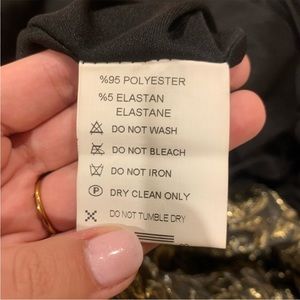 %95 POLYESTER
%5 ELASTAN
ELASTANE
DO NOT WASH
DO NOT BLEACH
DO NOT IRON
P DRY CLEAN ONLY
DO NOT TUMBLE DRY